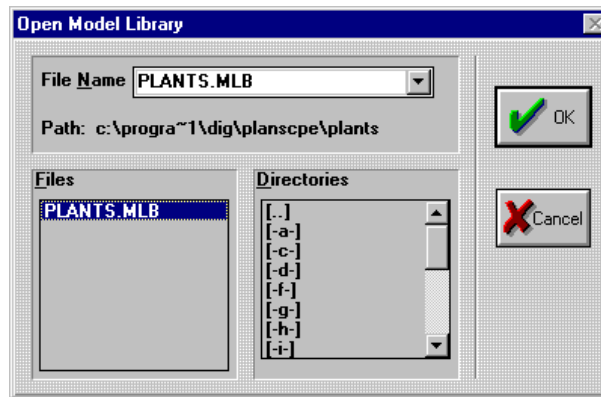 Open Model Library
File Name PLANTS.MLB
Path: c:\progra~1\dig\planscpe\plants
OK
Files
PLANTS.MLB
Directories
[..]
[-a-]
[-c-]
[-d-]
[-f-]
[-g-]
[-h-]
[-i-]
Cancel